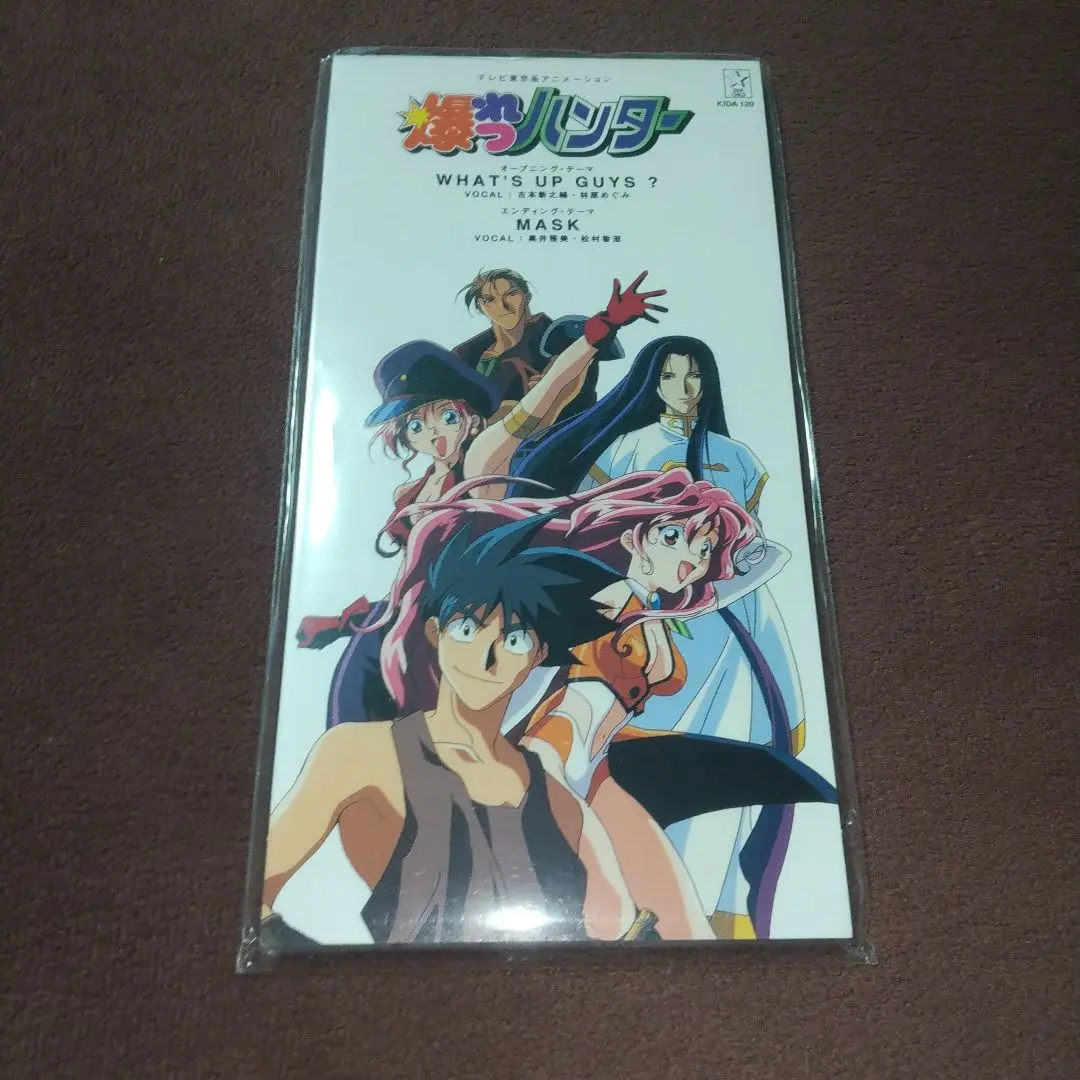 テレビ東京系アニメーション
爆れつハンター
KIDA 120
オープニング・テーマ
WHAT'S UP GUYS ?
VOCAL : 古本新之輔・林原めぐみ
エンディング・テーマ
MASK
VOCAL : 奥井雅美・松村香澄